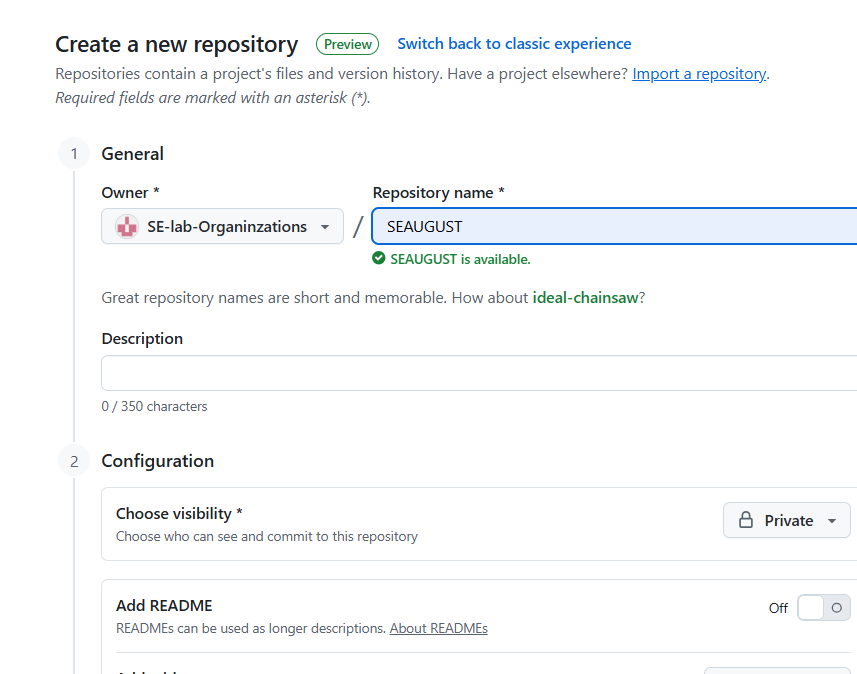 Create a new repository Preview Switch back to classic experience
Repositories contain a project's files and version history. Have a project elsewhere? Import a repository.
Required fields are marked with an asterisk (*).
1 General
Owner * Repository name *
SE-lab-Organinzations / SEAUGUST
SEAUGUST is available.
Great repository names are short and memorable. How about ideal-chainsaw?
Description
0 / 350 characters
2 Configuration
Choose visibility *
Private
Choose who can see and commit to this repository
Add README
Off
READMEs can be used as longer descriptions. About READMEs